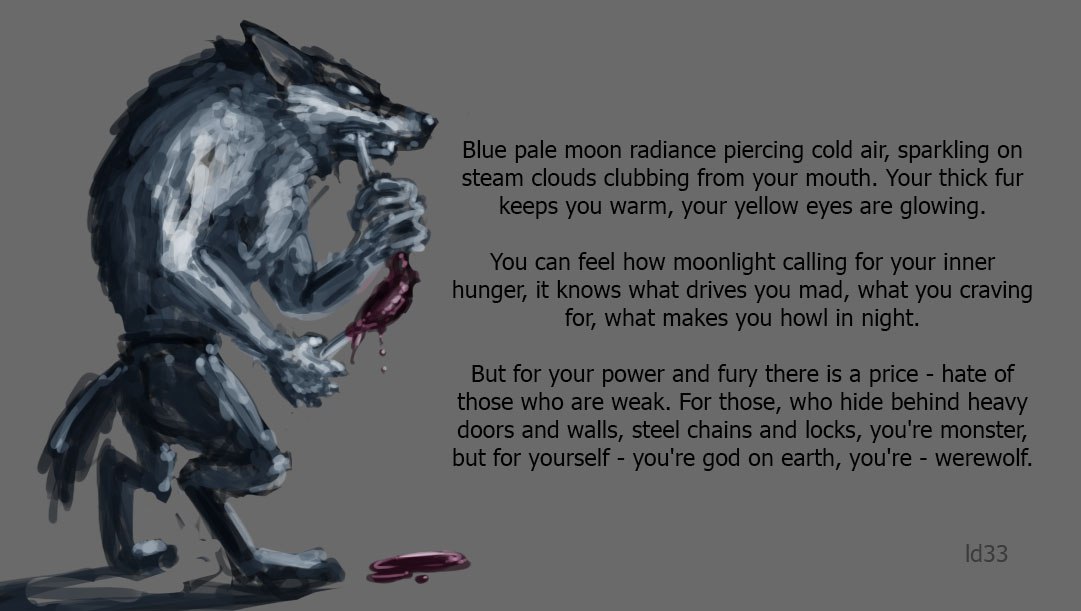 Blue pale moon radiance piercing cold air, sparkling on
steam clouds clubbing from your mouth. Your thick fur
keeps you warm, your yellow eyes are glowing.
You can feel how moonlight calling for your inner
hunger, it knows what drives you mad, what you craving
for, what makes you howl in night.
But for your power and fury there is a price - hate of
those who are weak. For those, who hide behind heavy
doors and walls, steel chains and locks, you're monster,
but for yourself - you're god on earth, you're - werewolf.
ld33